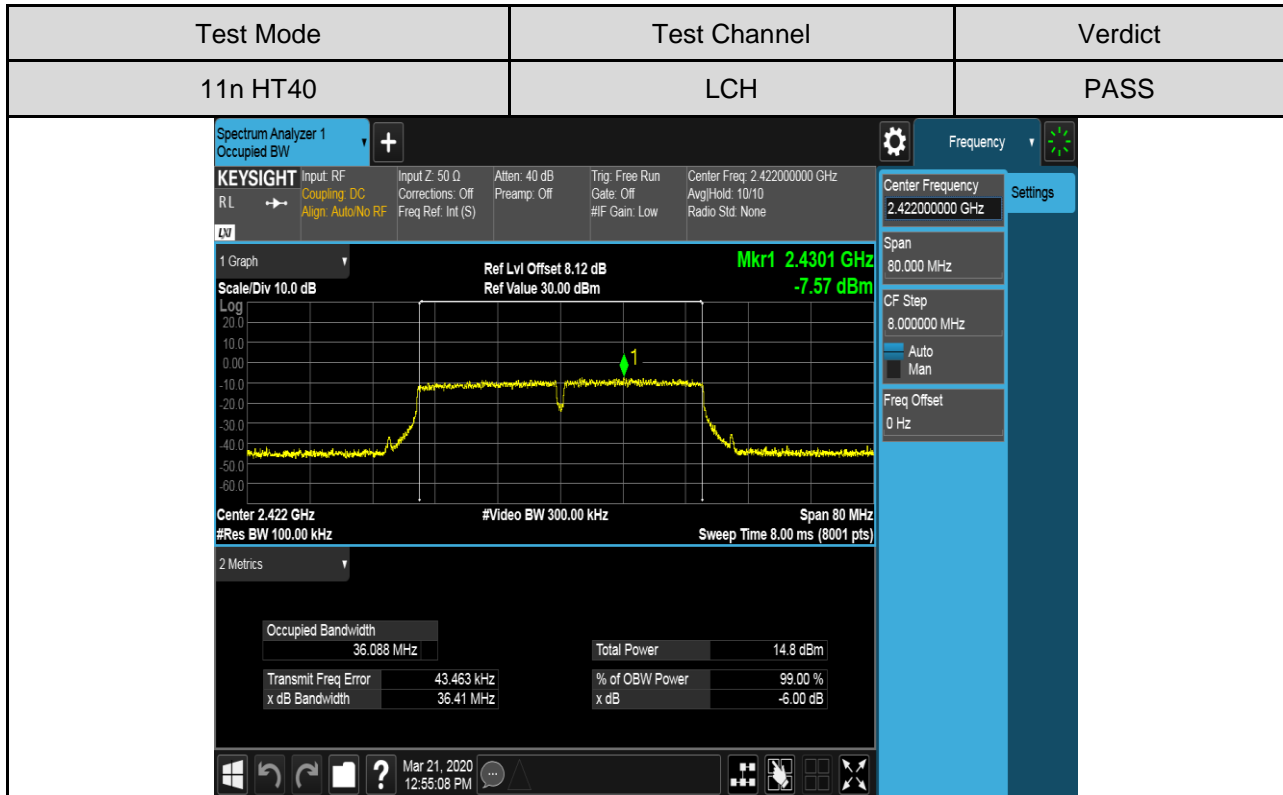 Test Mode Test Channel Verdict
11n HT40 LCH PASS
Spectrum Analyzer 1
Occupied BW
+
Frequency
KEYSIGHT
RL
LXI
Input: RF
Coupling: DC
Align: Auto/No RF
Input Z: 50 Ω
Corrections: Off
Freq Ref: Int (S)
Atten: 40 dB
Preamp: Off
Trig: Free Run
Gate: Off
#IF Gain: Low
Center Freq: 2.422000000 GHz
Avg|Hold: 10/10
Radio Std: None
Center Frequency
2.422000000 GHz
Settings
Span
80.000 MHz
CF Step
8.000000 MHz
Auto
Man
Freq Offset
0 Hz
1 Graph
Scale/Div 10.0 dB
Ref Lvl Offset 8.12 dB
Ref Value 30.00 dBm
Mkr1 2.4301 GHz
-7.57 dBm
Log
20.0
10.0
0.00
-10.0
-20.0
-30.0
-40.0
-50.0
-60.0
1
Center 2.422 GHz
#Res BW 100.00 kHz
#Video BW 300.00 kHz
Span 80 MHz
Sweep Time 8.00 ms (8001 pts)
2 Metrics
Occupied Bandwidth
36.088 MHz
Total Power 14.8 dBm
Transmit Freq Error 43.463 kHz
% of OBW Power 99.00 %
x dB Bandwidth 36.41 MHz
x dB -6.00 dB
?
Mar 21, 2020
12:55:08 PM